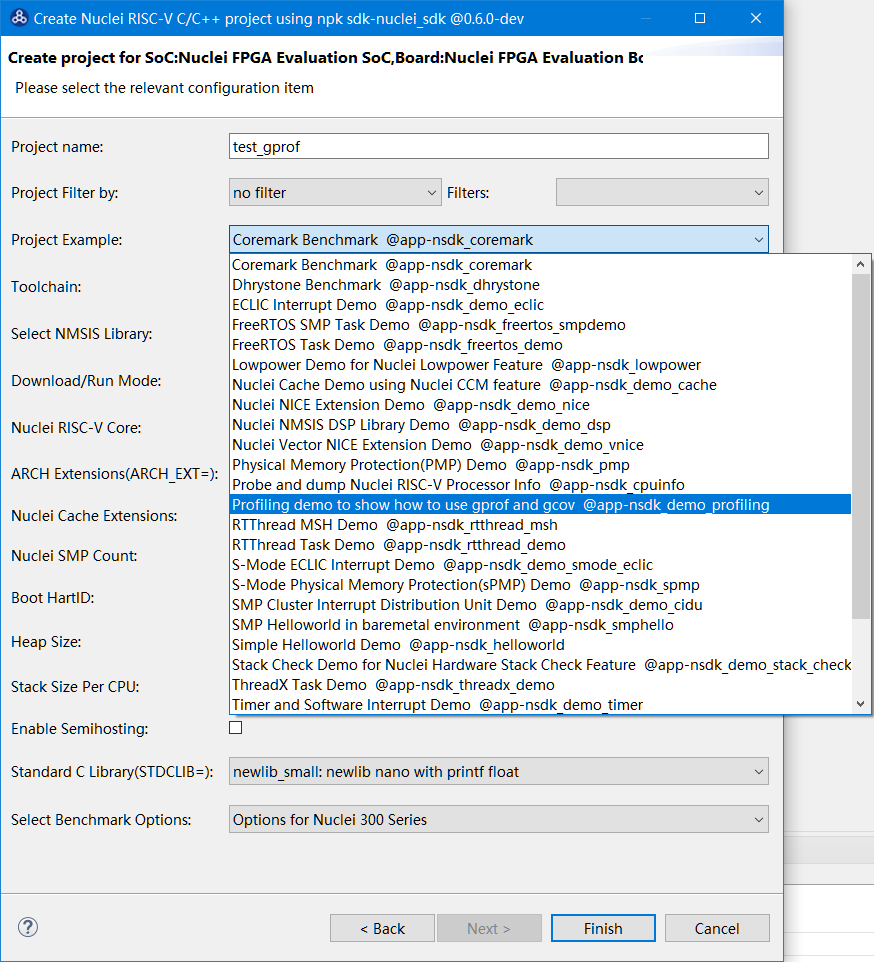 Create Nuclei RISC-V C/C++ project using npk sdk-nuclei_sdk @0.6.0-dev
Create project for SoC:Nuclei FPGA Evaluation SoC,Board:Nuclei FPGA Evaluation Bo
Please select the relevant configuration item
Project name: test_gprof
Project Filter by: no filter Filters:
Project Example: Coremark Benchmark @app-nsdk_coremark
Coremark Benchmark @app-nsdk_coremark
Toolchain: Dhrystone Benchmark @app-nsdk_dhrystone
ECLIC Interrupt Demo @app-nsdk_demo_eclic
Select NMSIS Library: FreeRTOS SMP Task Demo @app-nsdk_freertos_smpdemo
FreeRTOS Task Demo @app-nsdk_freertos_demo
Lowpower Demo for Nuclei Lowpower Feature @app-nsdk_lowpower
Download/Run Mode: Nuclei Cache Demo using Nuclei CCM feature @app-nsdk_demo_cache
Nuclei NICE Extension Demo @app-nsdk_demo_nice
Nuclei RISC-V Core: Nuclei NMSIS DSP Library Demo @app-nsdk_demo_dsp
Nuclei Vector NICE Extension Demo @app-nsdk_demo_vnice
ARCH Extensions(ARCH_EXT=): Physical Memory Protection(PMP) Demo @app-nsdk_pmp
Probe and dump Nuclei RISC-V Processor Info @app-nsdk_cpuinfo
Profiling demo to show how to use gprof and gcov @app-nsdk_demo_profiling
Nuclei Cache Extensions: RTThread MSH Demo @app-nsdk_rtthread_msh
RTThread Task Demo @app-nsdk_rtthread_demo
Nuclei SMP Count: S-Mode ECLIC Interrupt Demo @app-nsdk_demo_smode_eclic
S-Mode Physical Memory Protection(sPMP) Demo @app-nsdk_spmp
Boot HartID: SMP Cluster Interrupt Distribution Unit Demo @app-nsdk_demo_cidu
SMP Helloworld in baremetal environment @app-nsdk_smphello
Heap Size: Simple Helloworld Demo @app-nsdk_helloworld
Stack Check Demo for Nuclei Hardware Stack Check Feature @app-nsdk_demo_stack_check
Stack Size Per CPU: ThreadX Task Demo @app-nsdk_threadx_demo
Timer and Software Interrupt Demo @app-nsdk_demo_timer
Enable Semihosting:
Standard C Library(STDCLIB=): newlib_small: newlib nano with printf float
Select Benchmark Options: Options for Nuclei 300 Series
? < Back Next > Finish Cancel